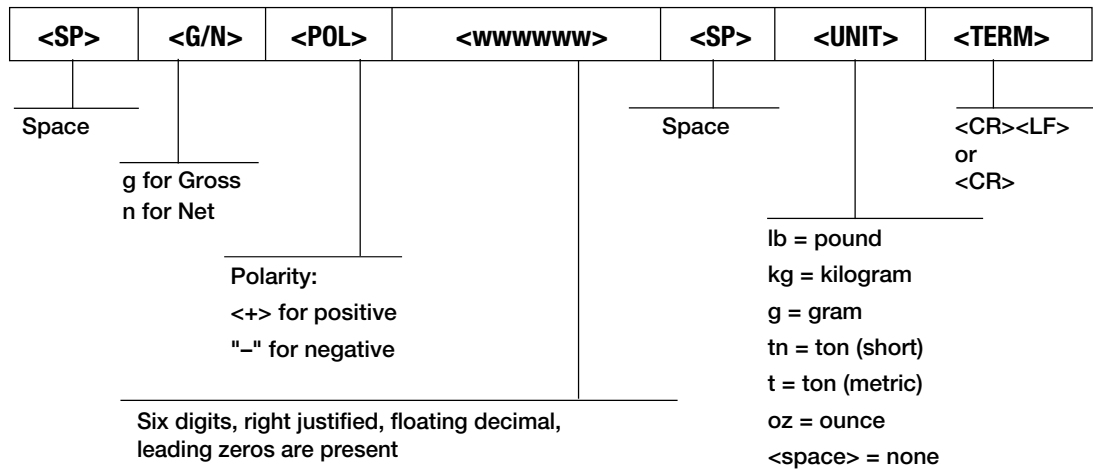 <SP> <G/N> <POL> <wwwwww> <SP> <UNIT> <TERM>
Space
g for Gross
n for Net
Polarity:
<+> for positive
"–" for negative
Six digits, right justified, floating decimal,
leading zeros are present
Space
lb = pound
kg = kilogram
g = gram
tn = ton (short)
t = ton (metric)
oz = ounce
<space> = none
<CR><LF>
or
<CR>